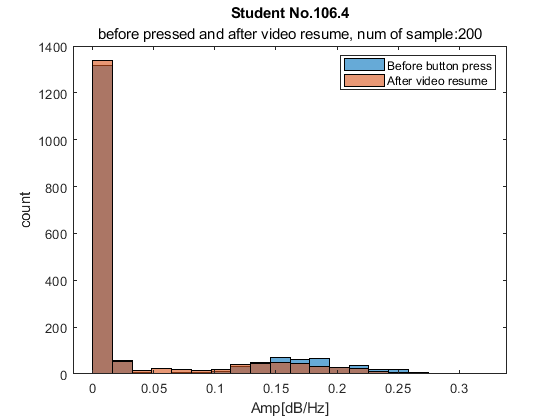 Student No.106.4
before pressed and after video resume, num of sample:200
1400
1200
1000
800
600
400
200
0
count
Before button press
After video resume
0
0.05
0.1
0.15
0.2
0.25
0.3
Amp[dB/Hz]